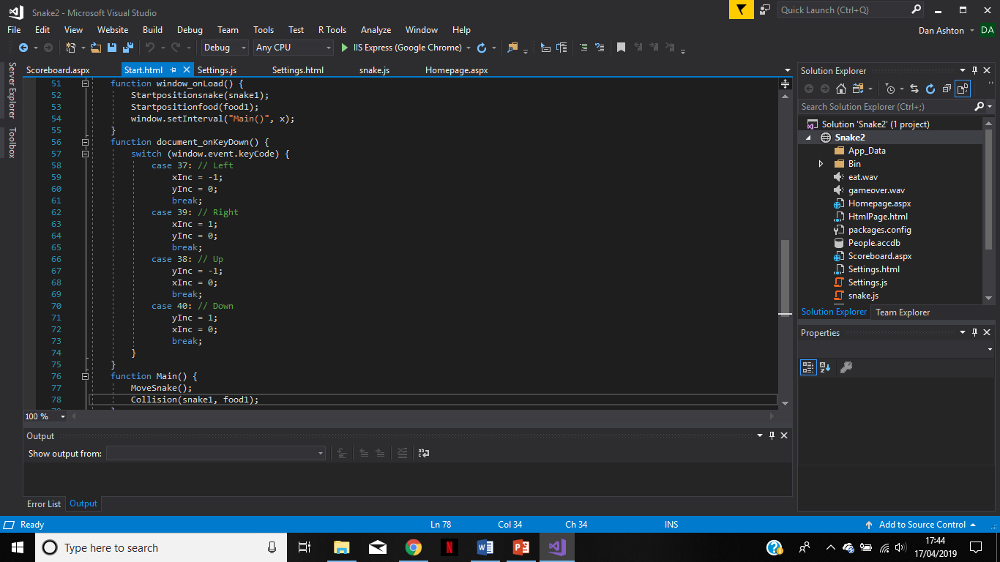 Snake2 - Microsoft Visual Studio
Quick Launch (Ctrl+Q)
File Edit View Website Build Debug Team Tools Test R Tools Analyze Window Help
Dan Ashton DA
Debug Any CPU IIS Express (Google Chrome)
Server Explorer
Toolbox
Scoreboard.aspx Start.html Settings.js Settings.html snake.js Homepage.aspx
51 function window_onLoad() {
52 Startpositionsnake(snake1);
53 Startpositionfood(food1);
54 window.setInterval("Main()", x);
55 }
56 function document_onKeyDown() {
57 switch (window.event.keyCode) {
58 case 37: // Left
59 xInc = -1;
60 yInc = 0;
61 break;
62 case 39: // Right
63 xInc = 1;
64 yInc = 0;
65 break;
66 case 38: // Up
67 yInc = -1;
68 xInc = 0;
69 break;
70 case 40: // Down
71 yInc = 1;
72 xInc = 0;
73 break;
74 }
75 }
76 function Main() {
77 MoveSnake();
78 Collision(snake1, food1);
100 %
Output
Show output from:
Error List Output
Solution Explorer
Search Solution Explorer (Ctrl+;)
Solution 'Snake2' (1 project)
Snake2
App_Data
Bin
eat.wav
gameover.wav
Homepage.aspx
HtmlPage.html
packages.config
People.accdb
Scoreboard.aspx
Settings.html
Settings.js
snake.js
Solution Explorer Team Explorer
Properties
Ready Ln 78 Col 34 Ch 34 INS Add to Source Control
Type here to search
17:44
17/04/2019